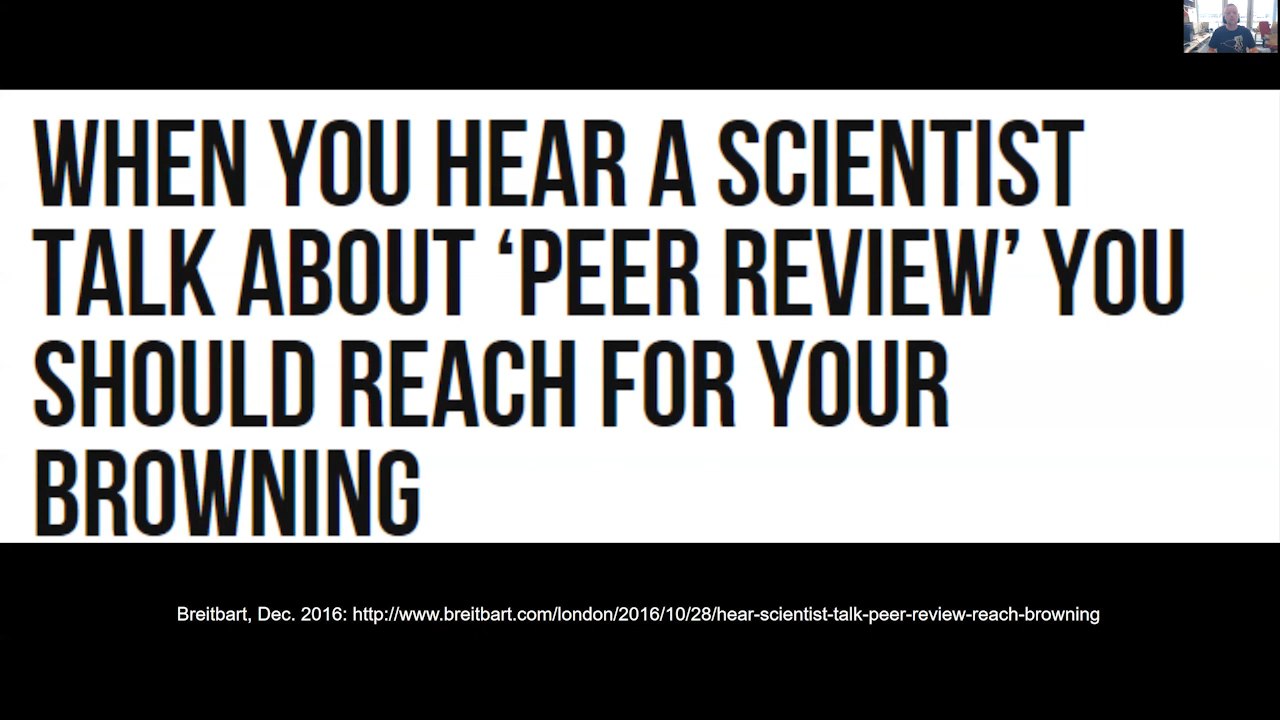 WHEN YOU HEAR A SCIENTIST
TALK ABOUT ‘PEER REVIEW’ YOU
SHOULD REACH FOR YOUR
BROWNING
Breitbart, Dec. 2016: http://www.breitbart.com/london/2016/10/28/hear-scientist-talk-peer-review-reach-browning